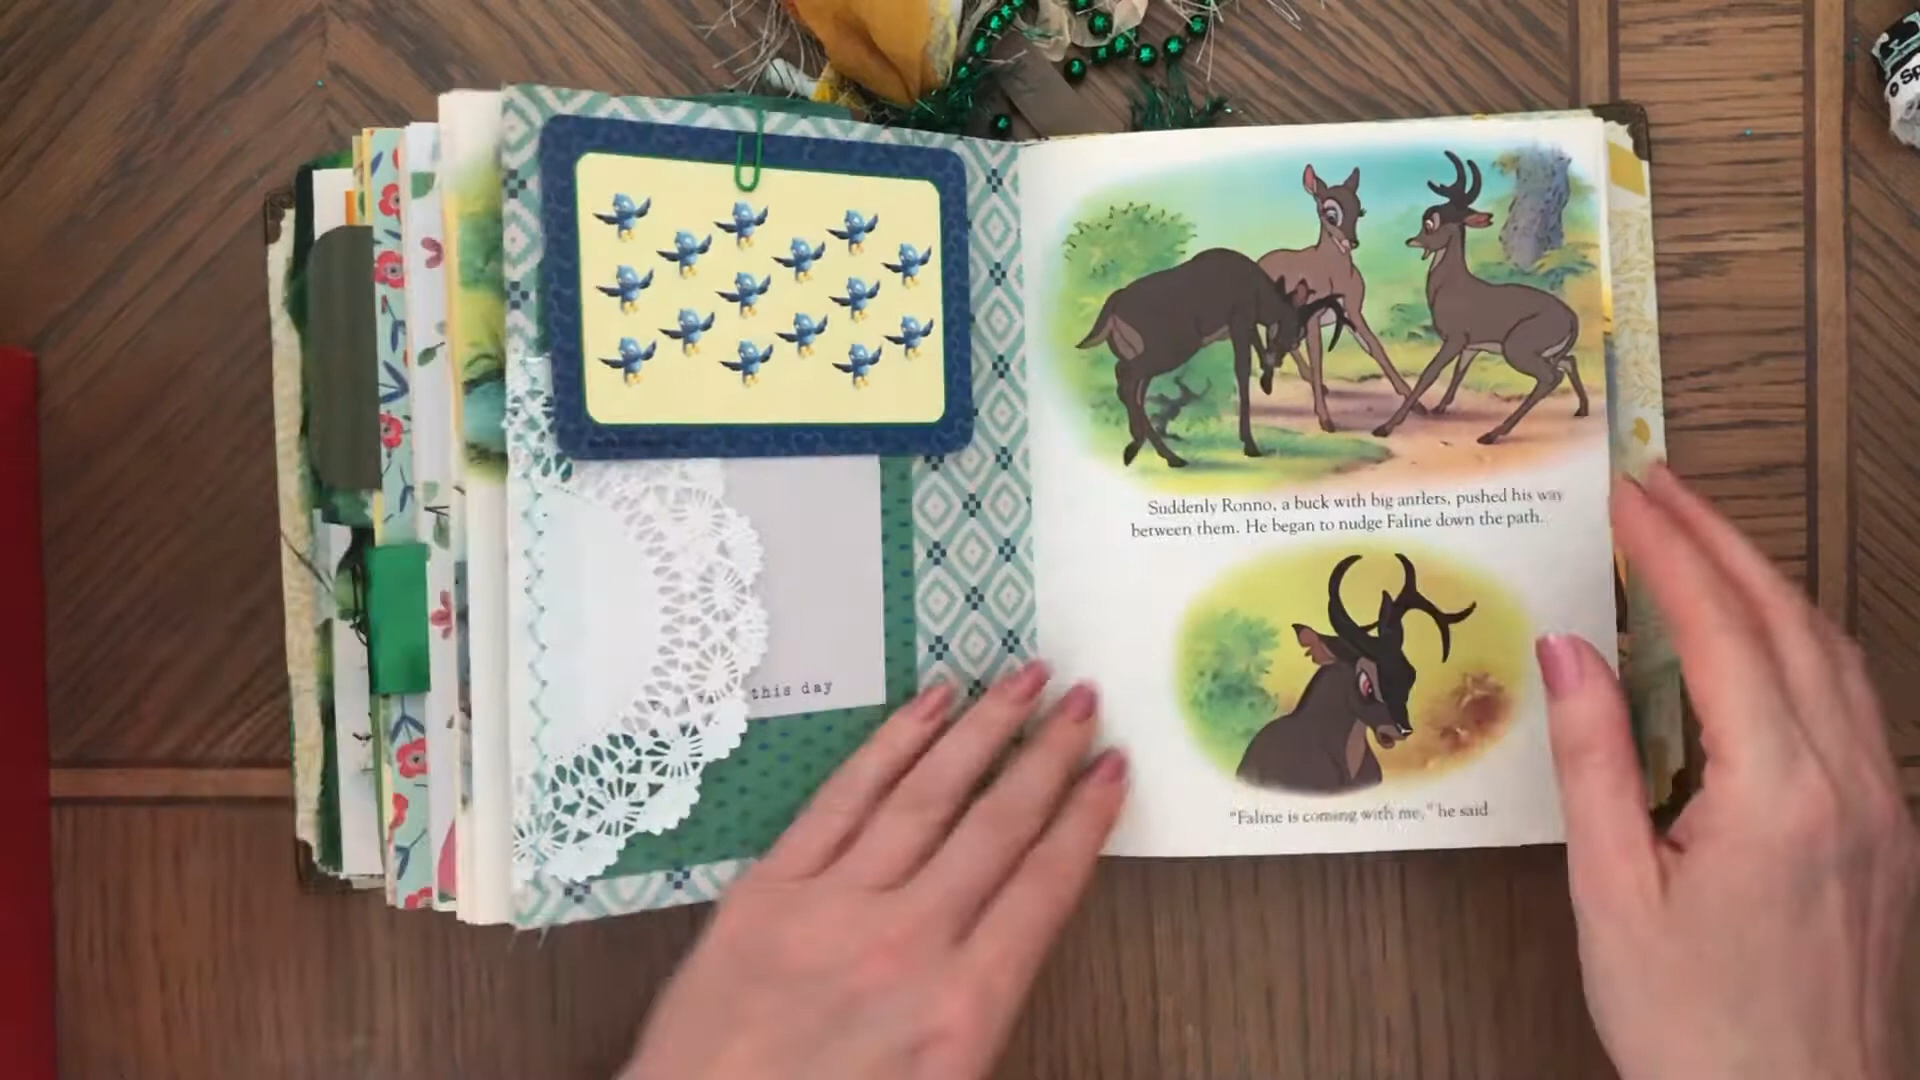 this day
Suddenly Ronno, a buck with big antlers, pushed his way
between them. He began to nudge Faline down the path.
"Faline is coming with me," he said